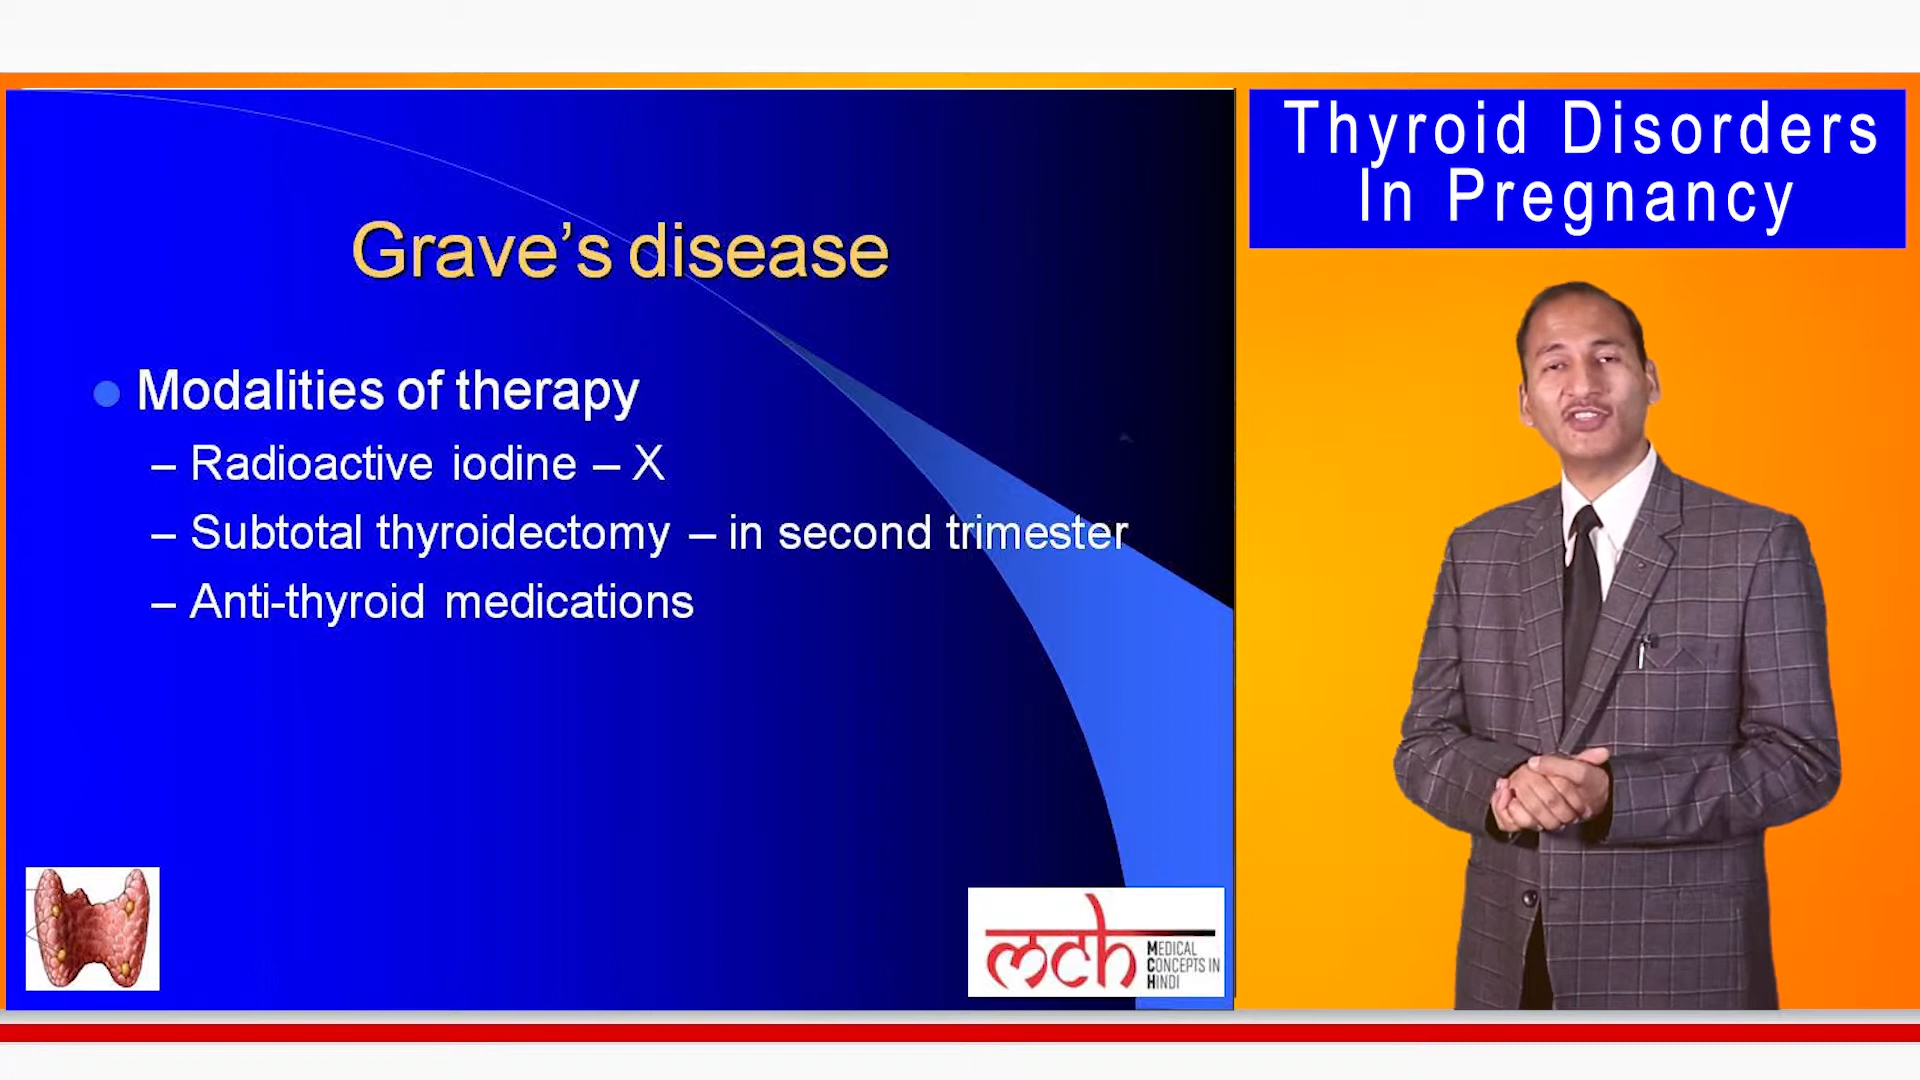 Thyroid Disorders
In Pregnancy
Grave’s disease
Modalities of therapy
– Radioactive iodine – X
– Subtotal thyroidectomy – in second trimester
– Anti-thyroid medications
mch
MEDICAL
CONCEPTS IN
HINDI